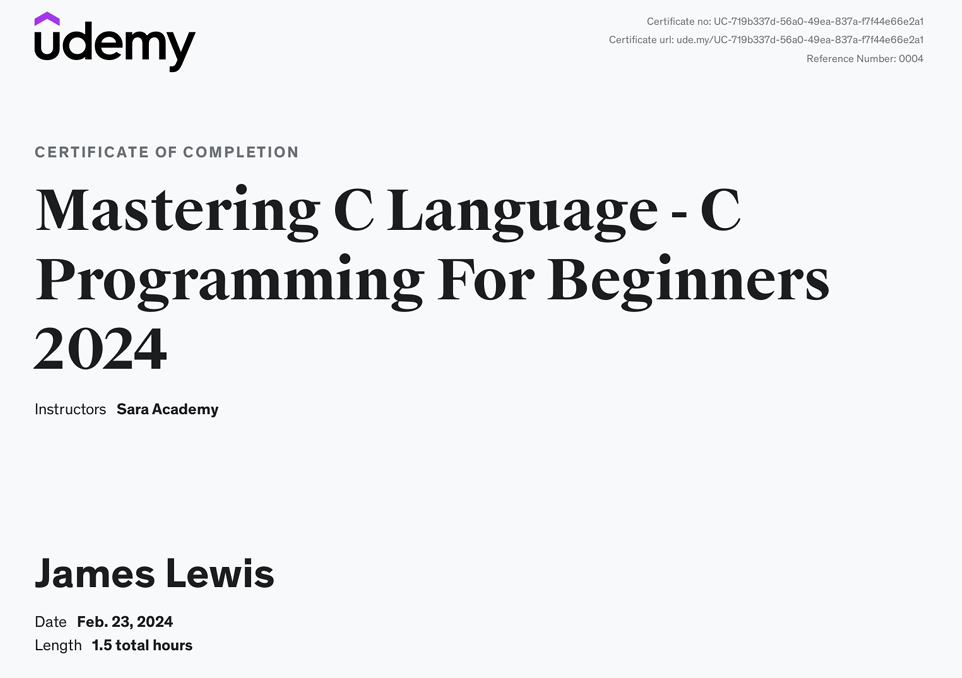 udemy
Certificate no: UC-719b337d-56a0-49ea-837a-f7f44e66e2a1
Certificate url: ude.my/UC-719b337d-56a0-49ea-837a-f7f44e66e2a1
Reference Number: 0004
CERTIFICATE OF COMPLETION
Mastering C Language - C
Programming For Beginners
2024
Instructors Sara Academy
James Lewis
Date Feb. 23, 2024
Length 1.5 total hours